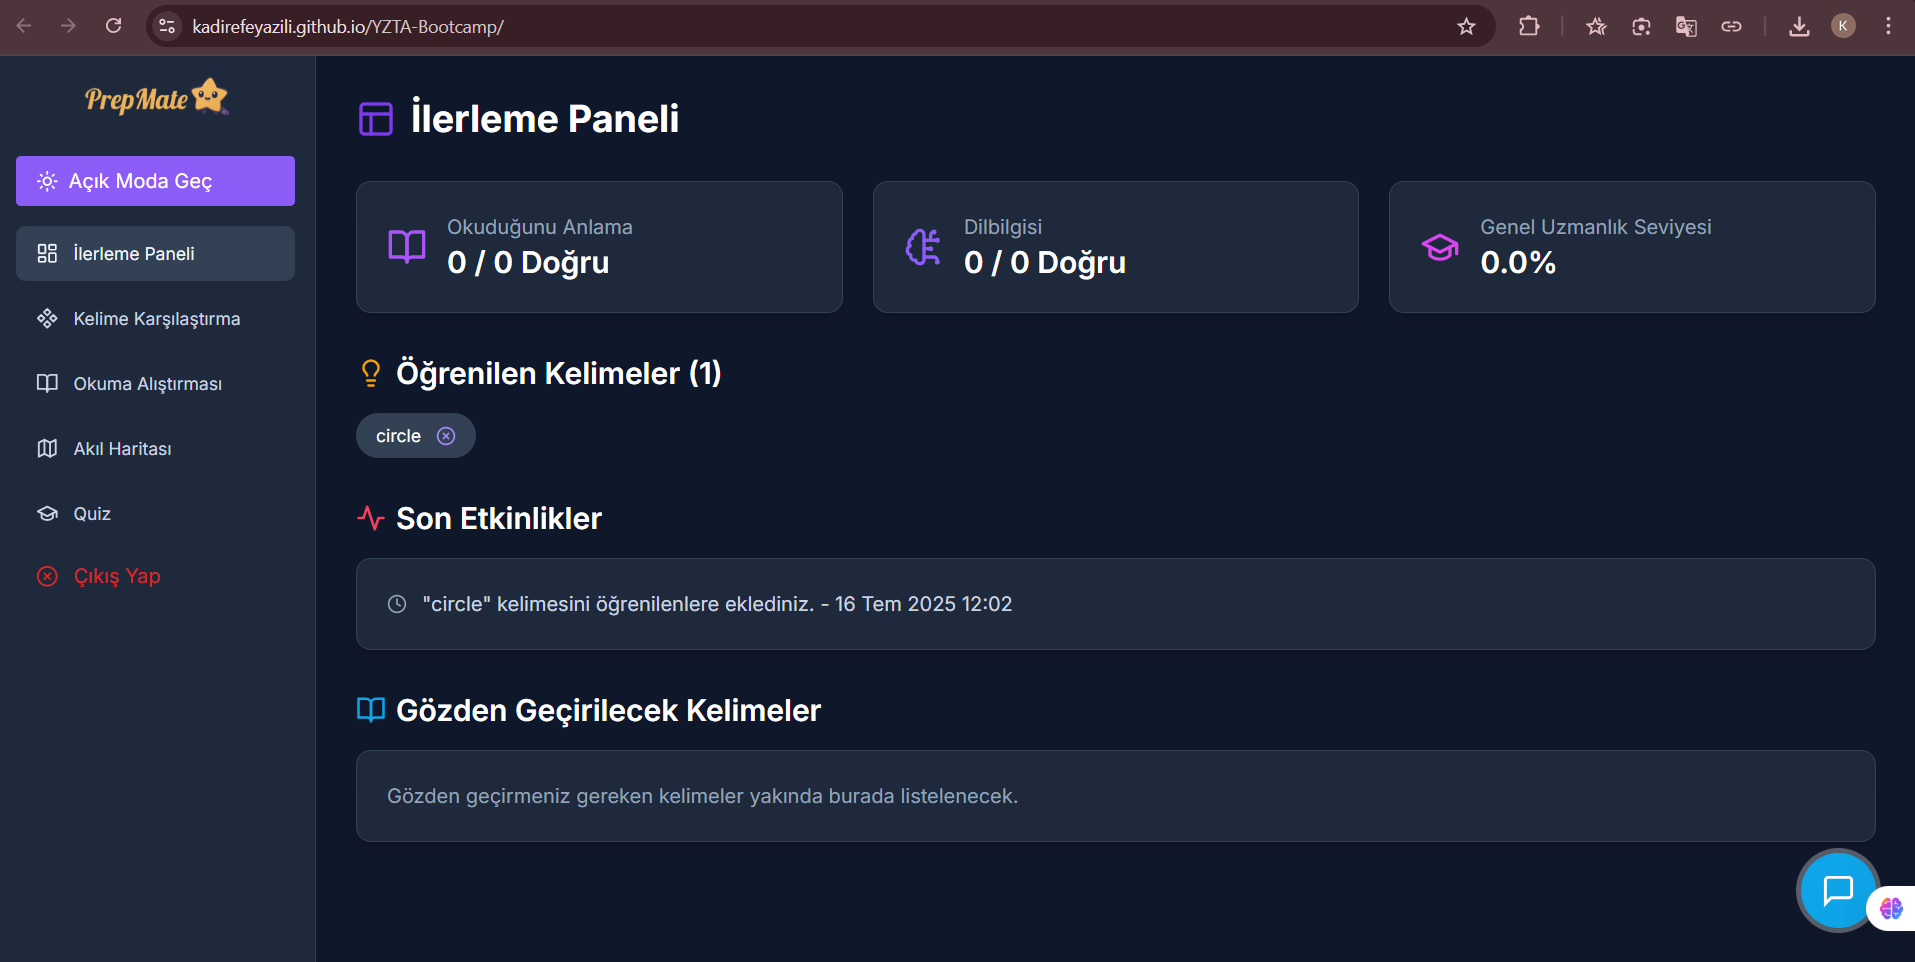 kadirefeyazili.github.io/YZTA-Bootcamp/
K
PrepMate
Açık Moda Geç
İlerleme Paneli
Kelime Karşılaştırma
Okuma Alıştırması
Akıl Haritası
Quiz
Çıkış Yap
İlerleme Paneli
Okuduğunu Anlama
0 / 0 Doğru
Dilbilgisi
0 / 0 Doğru
Genel Uzmanlık Seviyesi
0.0%
Öğrenilen Kelimeler (1)
circle
Son Etkinlikler
"circle" kelimesini öğrenilenlere eklediniz. - 16 Tem 2025 12:02
Gözden Geçirilecek Kelimeler
Gözden geçirmeniz gereken kelimeler yakında burada listelenecek.